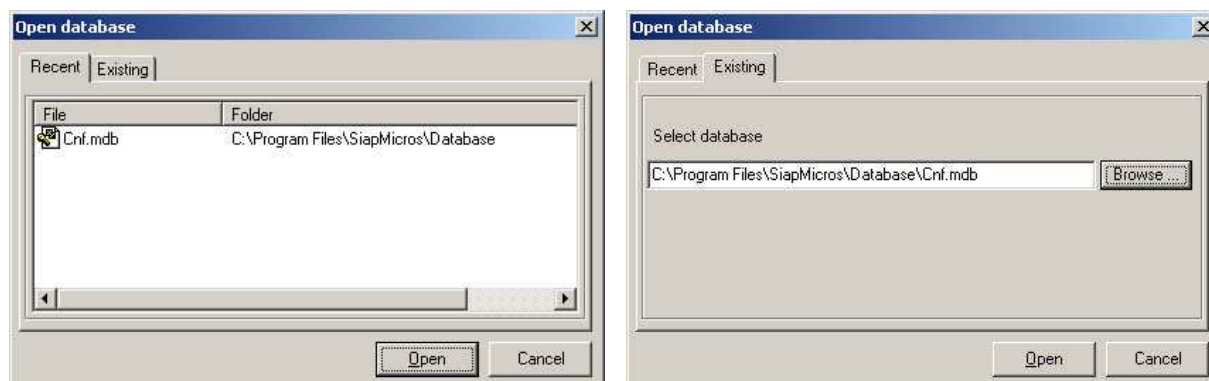 Open database
Recent Existing
File Folder
Cnf.mdb C:\Program Files\SiapMicros\Database
Open Cancel
Open database
Recent Existing
Select database
C:\Program Files\SiapMicros\Database\Cnf.mdb Browse ...
Open Cancel